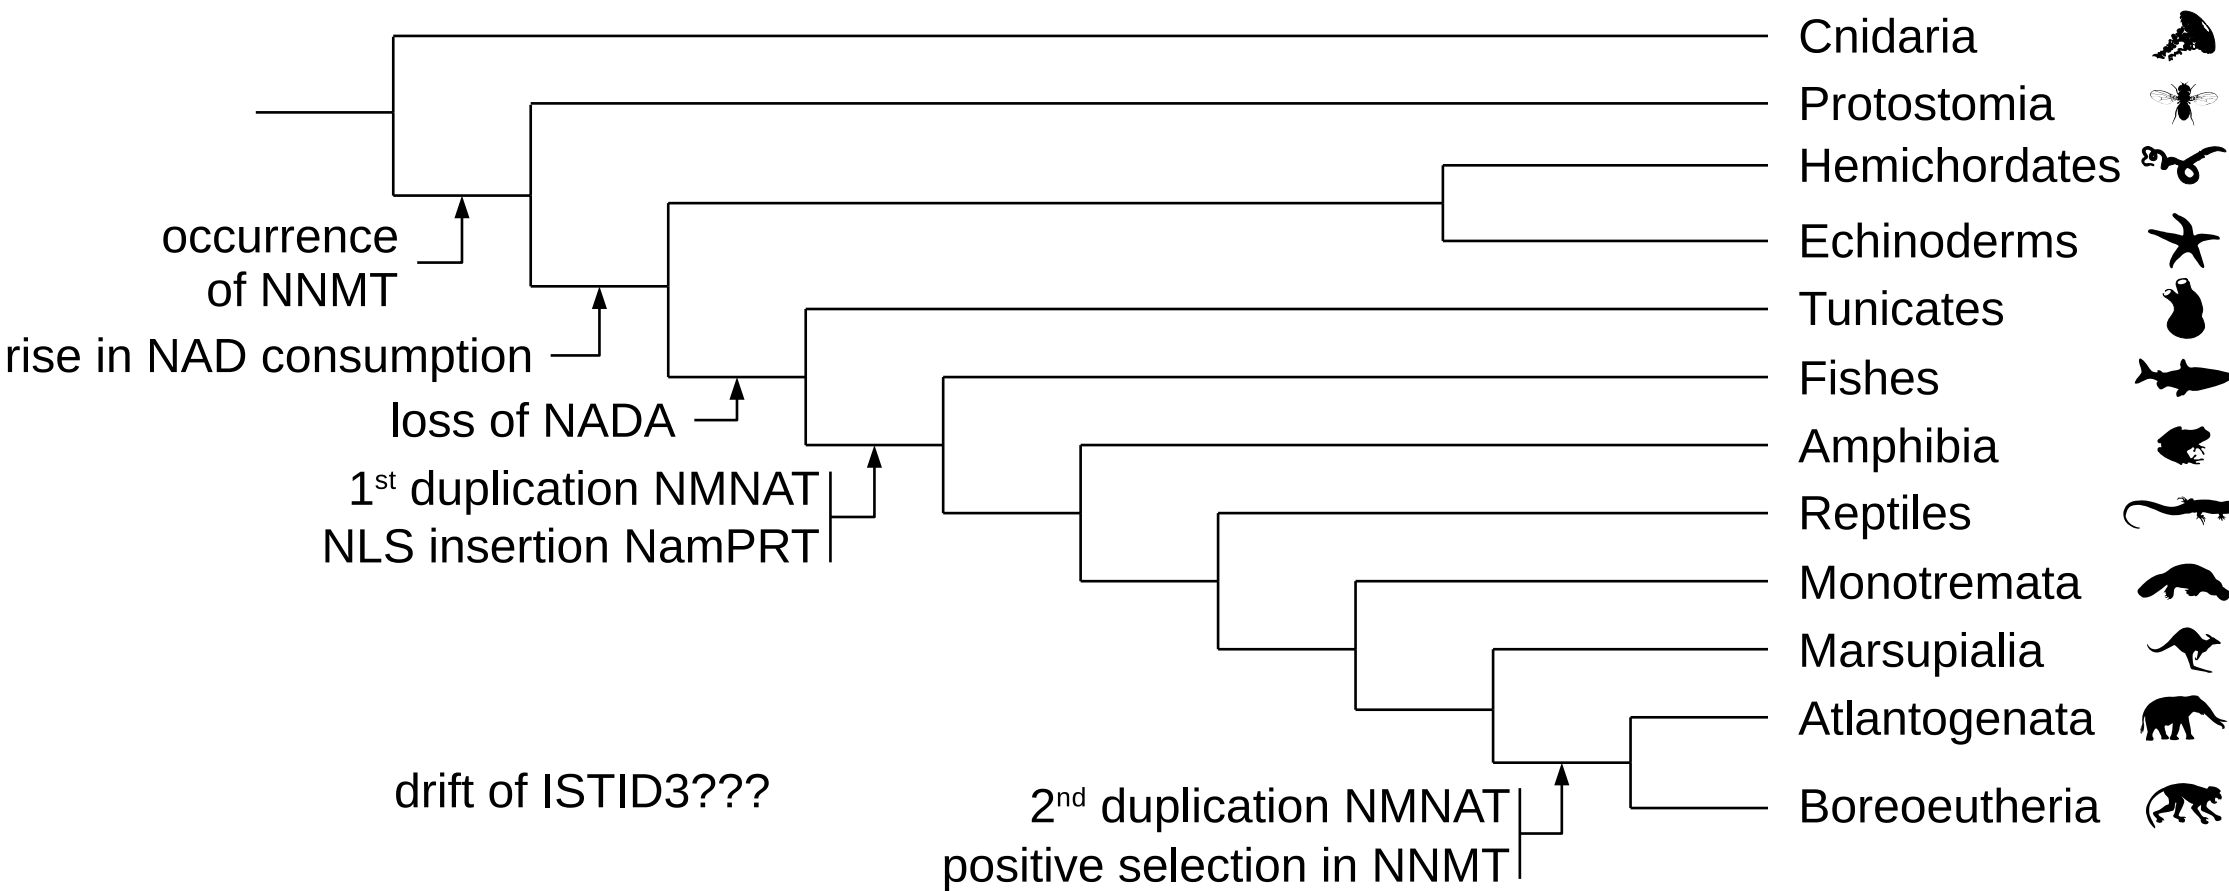 Cnidaria
Protostomia
Hemichordates
occurrence
of NNMT
Echinoderms
Tunicates
rise in NAD consumption
Fishes
loss of NADA
Amphibia
1st duplication NMNAT
NLS insertion NamPRT
Reptiles
Monotremata
Marsupialia
Atlantogenata
drift of ISTID3???
2nd duplication NMNAT
positive selection in NNMT
Boreoeutheria